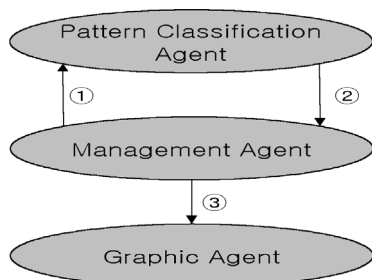 Pattern Classification
Agent
①
②
Management Agent
③
Graphic Agent